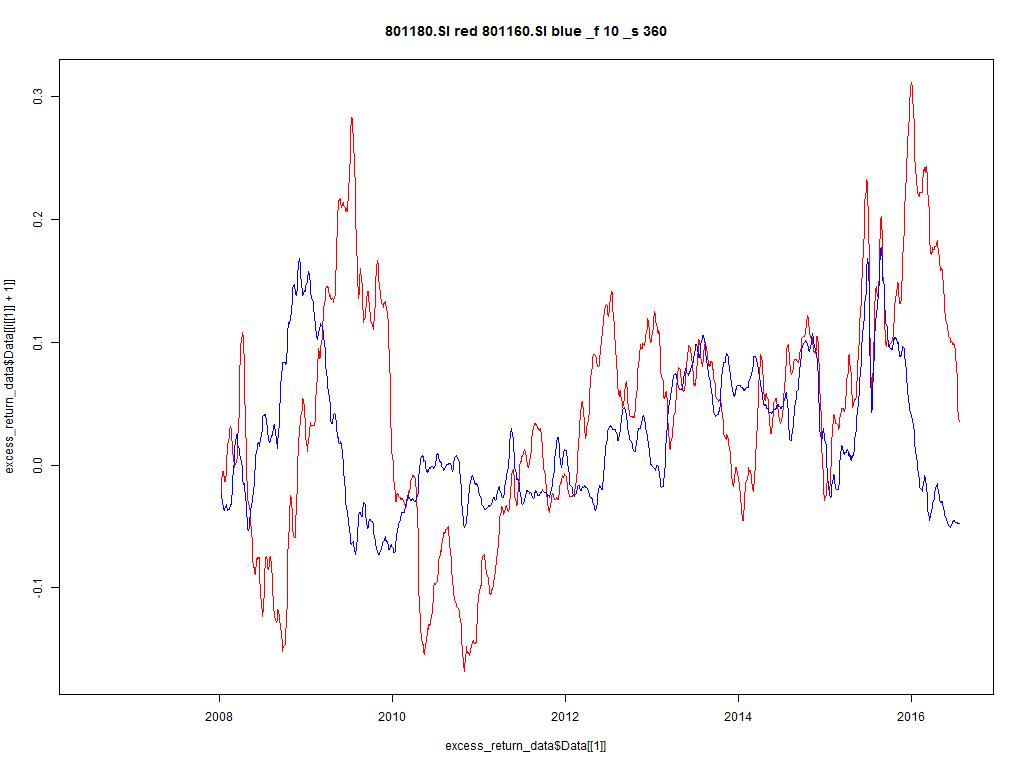 801180.SI red 801160.SI blue _f 10 _s 360
excess_return_data$Data[[i[[1]] + 1]]
0.3
0.2
0.1
0.0
-0.1
2008 2010 2012 2014 2016
excess_return_data$Data[[1]]